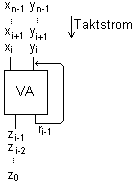 xn-1 yn-1
⋮ ⋮
xi+1 yi+1
xi yi
Taktstrom
VA
zi-1 ri-1
zi-2
⋮
z0